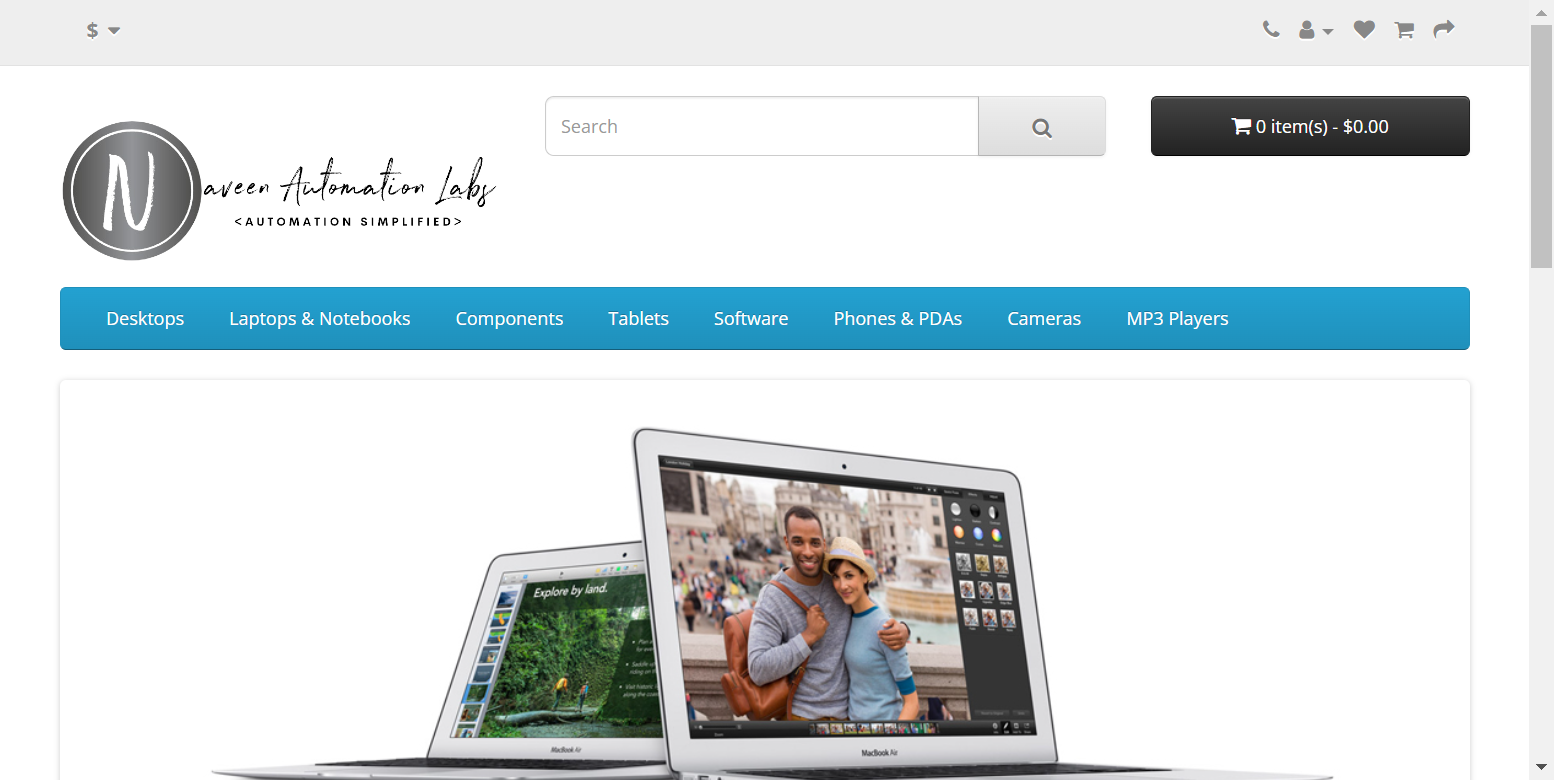 $
Search
0 item(s) - $0.00
N
aveen Automation Labs
<AUTOMATION SIMPLIFIED>
Desktops
Laptops & Notebooks
Components
Tablets
Software
Phones & PDAs
Cameras
MP3 Players
Explore by land.
MacBook Air
MacBook Air